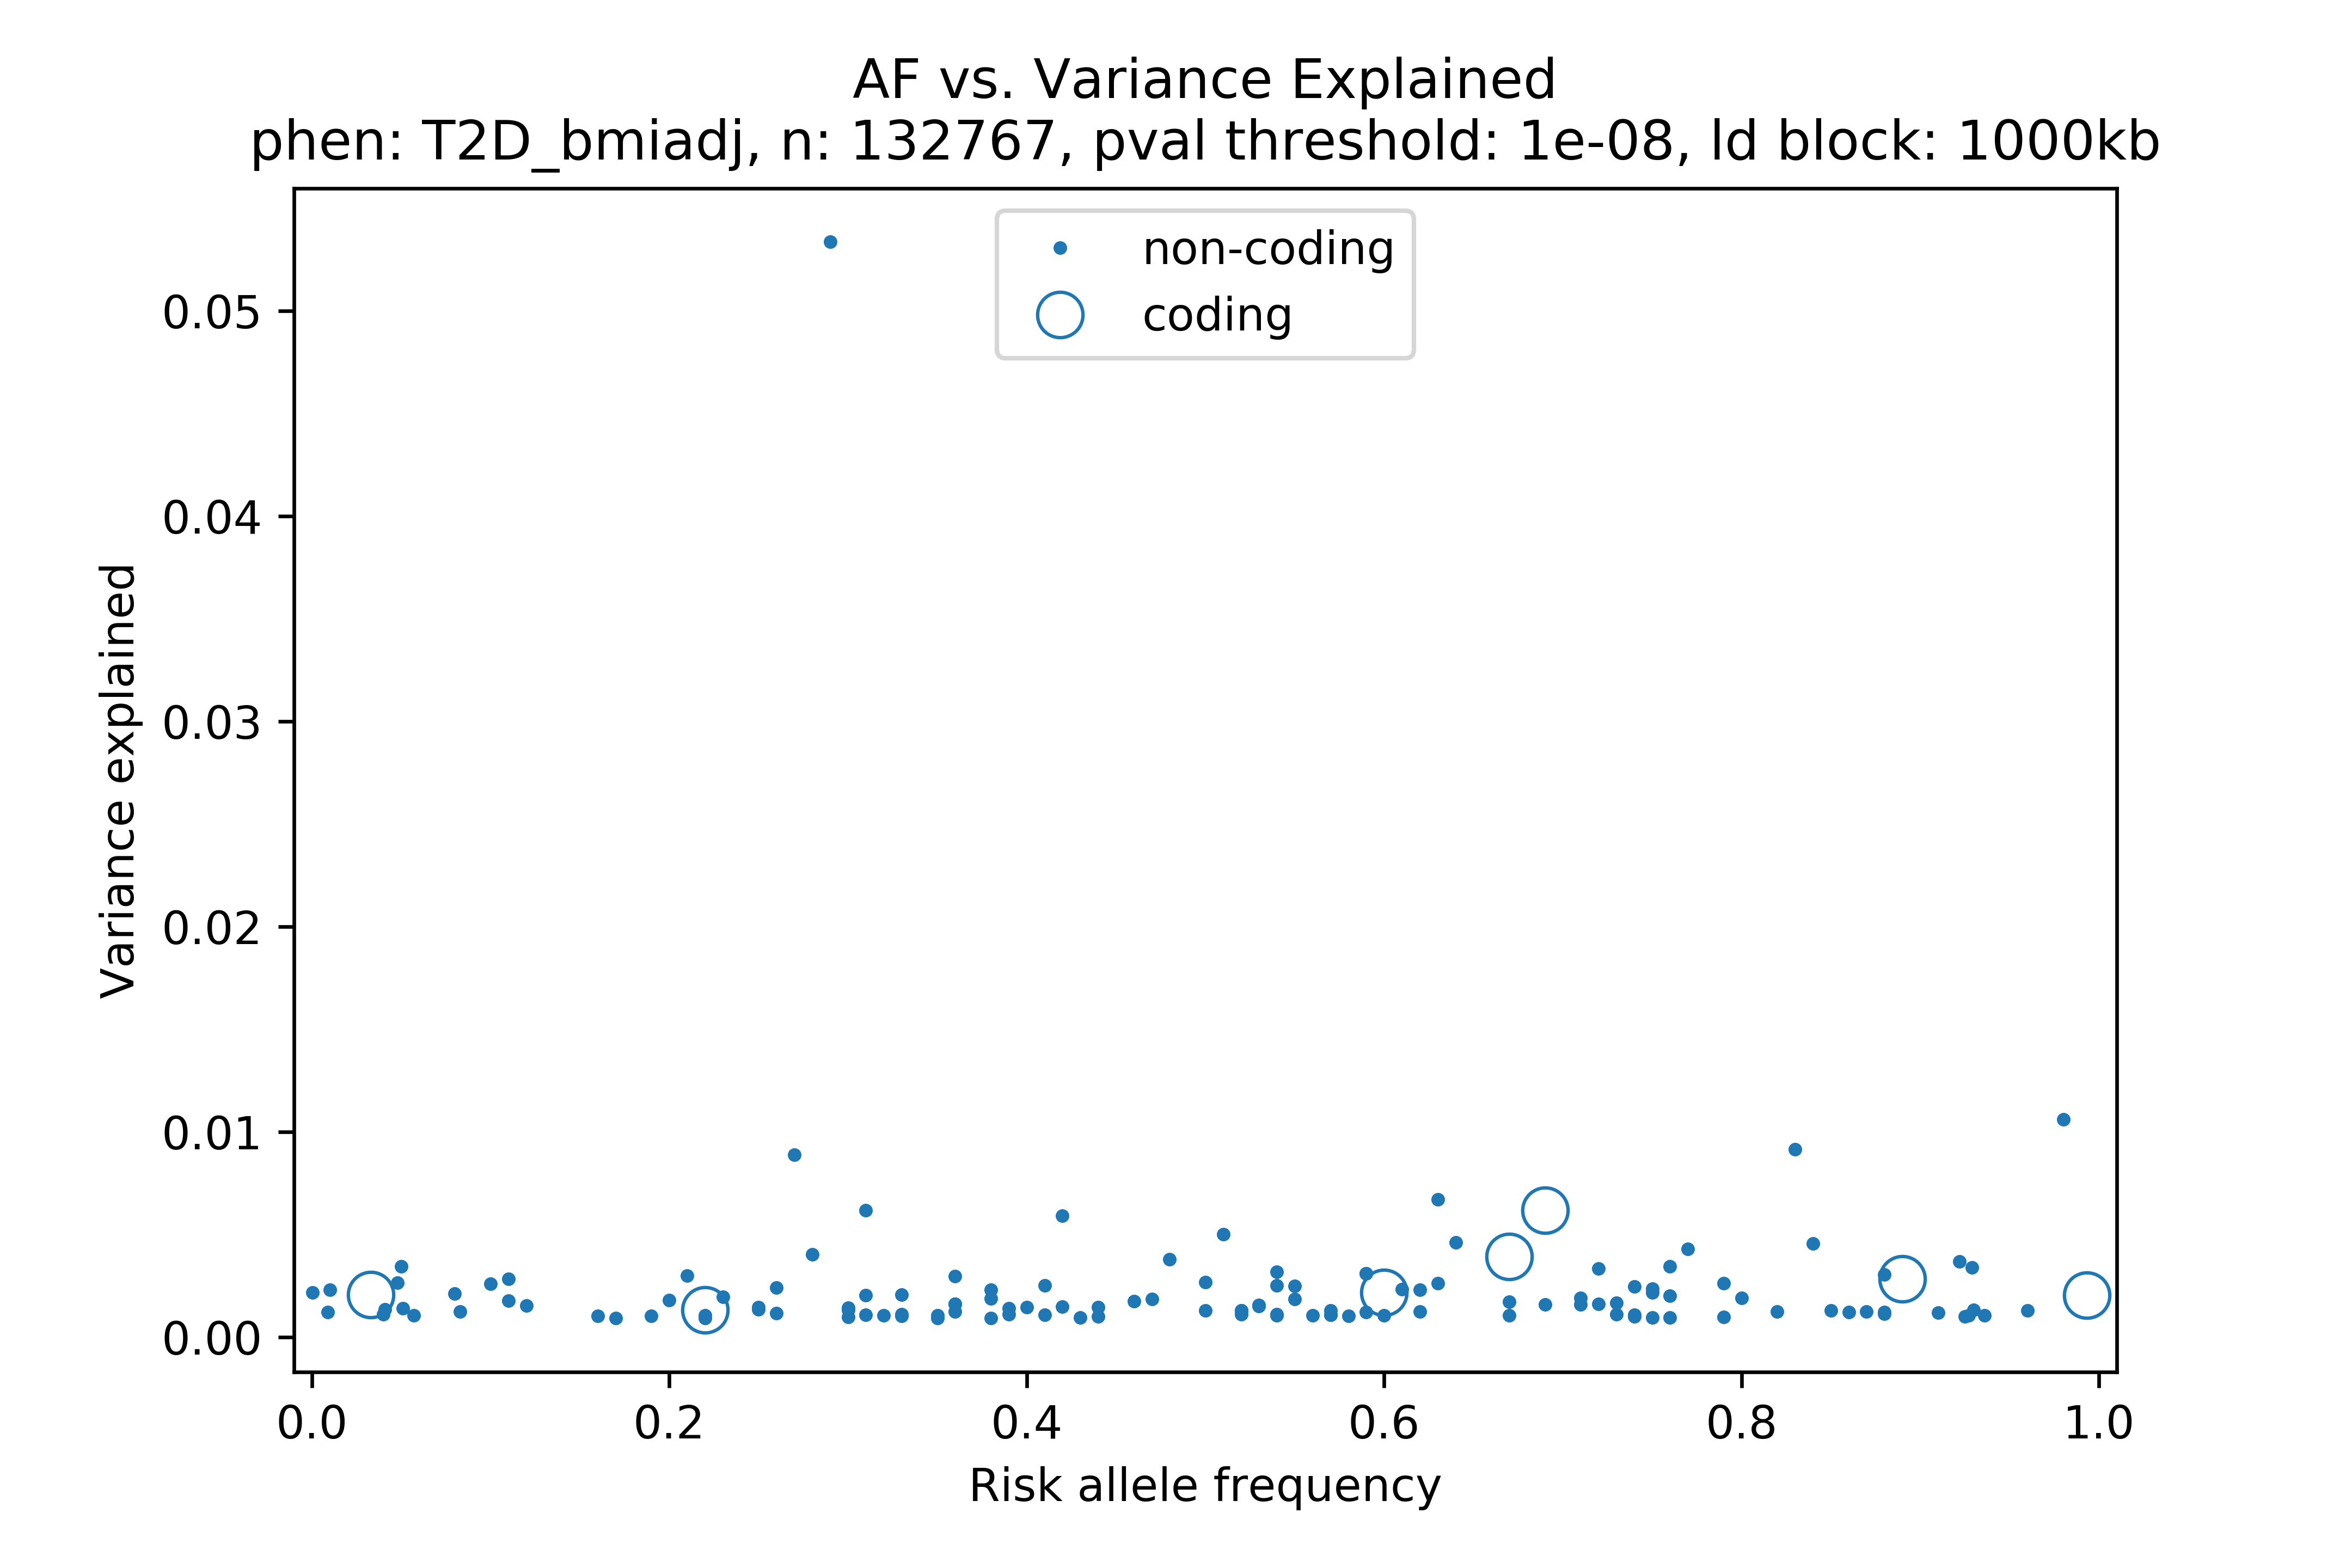 AF vs. Variance Explained
phen: T2D_bmiadj, n: 132767, pval threshold: 1e-08, ld block: 1000kb
non-coding
coding
0.05
0.04
0.03
0.02
0.01
0.00
Variance explained
0.0 0.2 0.4 0.6 0.8 1.0
Risk allele frequency